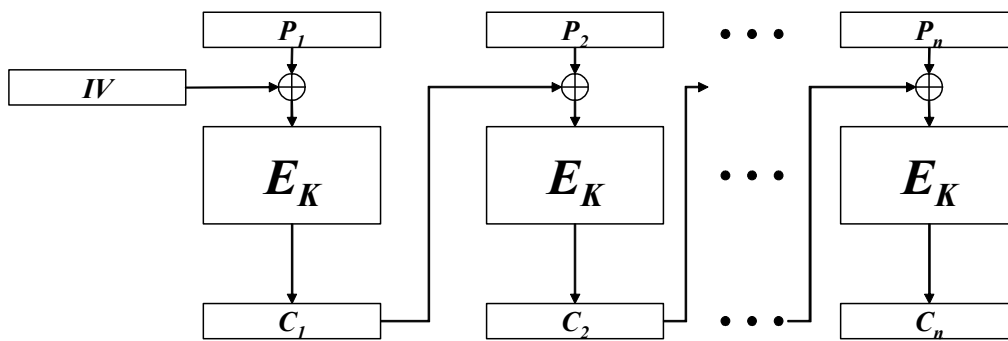 P1 P2 • • • Pn
IV
EK EK • • • EK
C1 C2 • • • Cn